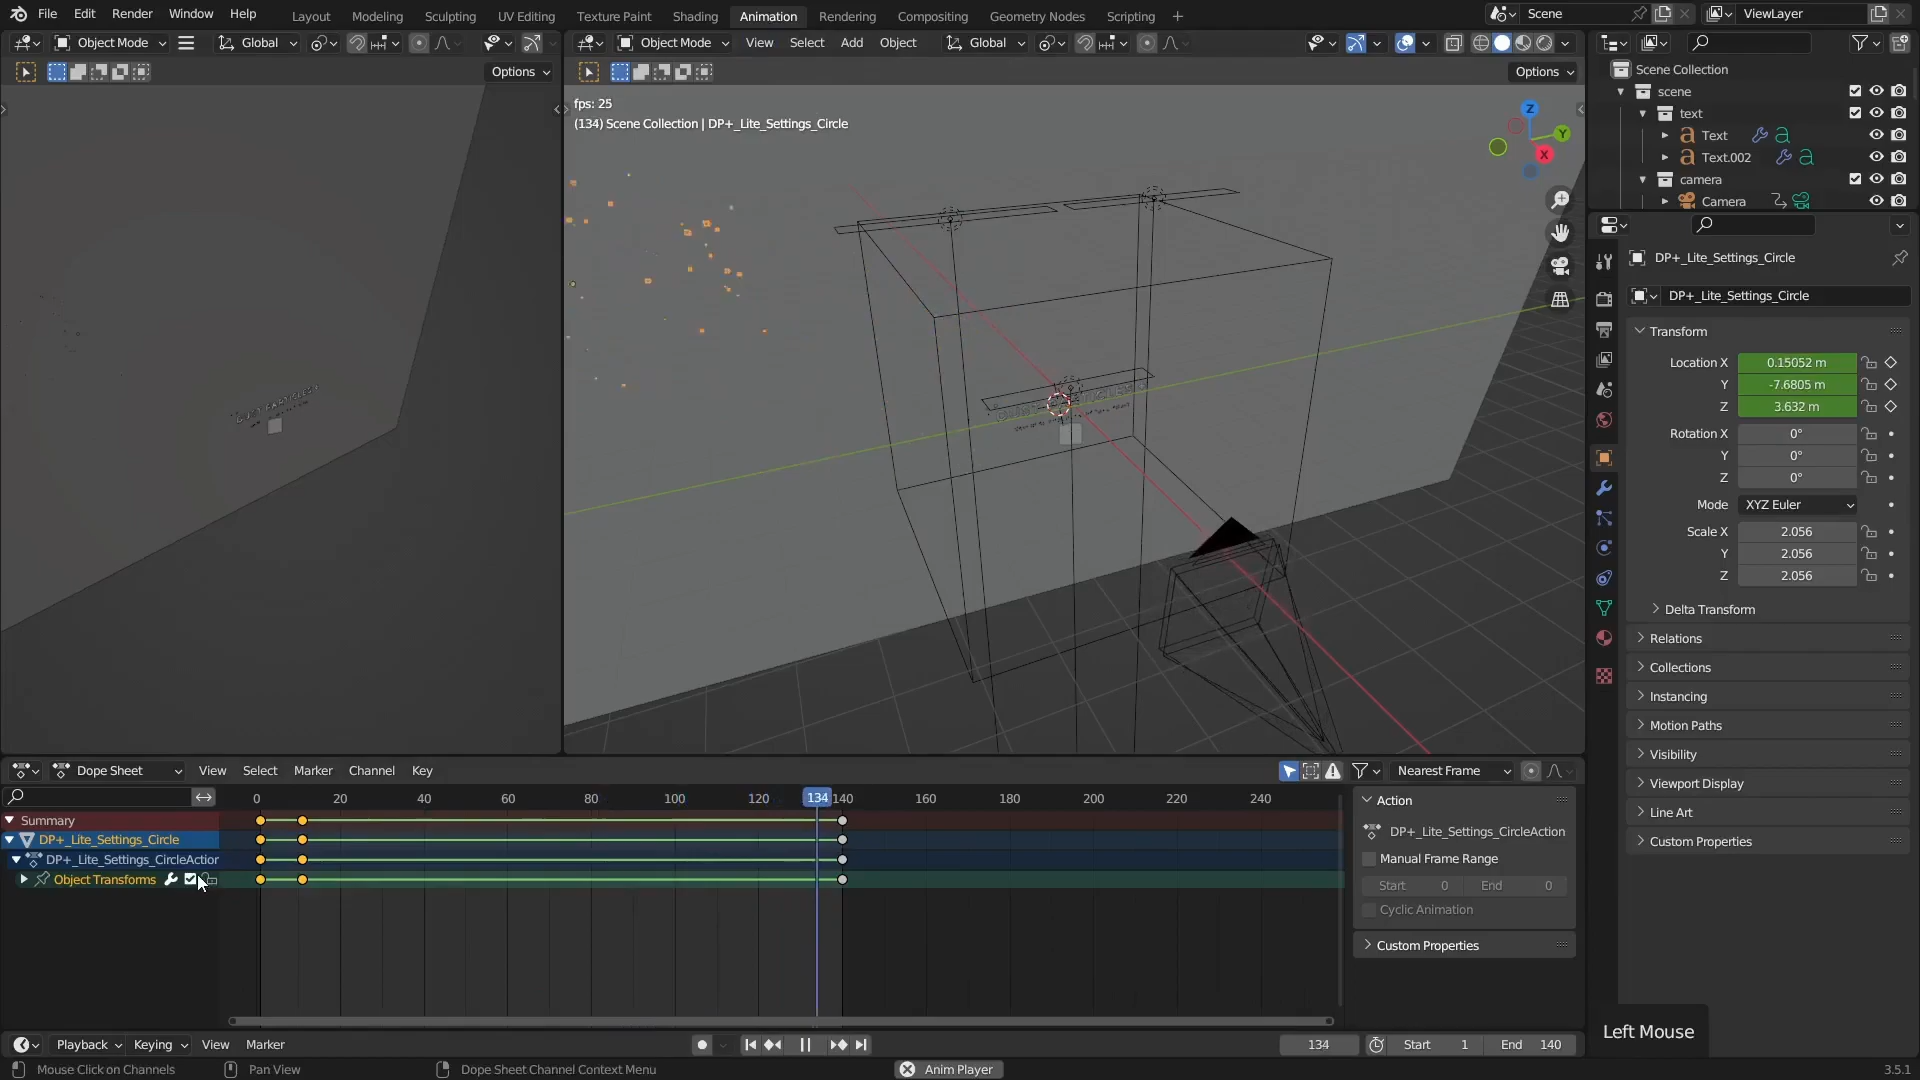 File Edit Render Window Help Layout Modeling Sculpting UV Editing Texture Paint Shading Animation Rendering Compositing Geometry Nodes Scripting + Scene ViewLayer
Object Mode Global Object Mode View Select Add Object Global
Options Options
fps: 25
(134) Scene Collection | DP+_Lite_Settings_Circle
Z
Y
X
Scene Collection
scene
text
Text
Text.002
camera
Camera
DP+_Lite_Settings_Circle
DP+_Lite_Settings_Circle
Transform
Location X 0.15052 m
Y -7.6805 m
Z 3.632 m
Rotation X 0°
Y 0°
Z 0°
Mode XYZ Euler
Scale X 2.056
Y 2.056
Z 2.056
Delta Transform
Relations
Collections
Instancing
Motion Paths
Visibility
Viewport Display
Line Art
Custom Properties
Dope Sheet View Select Marker Channel Key Nearest Frame
0 20 40 60 80 100 120 134 140 160 180 200 220 240
Summary
DP+_Lite_Settings_Circle
DP+_Lite_Settings_CircleAction
Object Transforms
Action
DP+_Lite_Settings_CircleAction
Manual Frame Range
Start 0 End 0
Cyclic Animation
Custom Properties
Left Mouse
Playback Keying View Marker 134 Start 1 End 140
Mouse Click on Channels Pan View Dope Sheet Channel Context Menu Anim Player 3.5.1